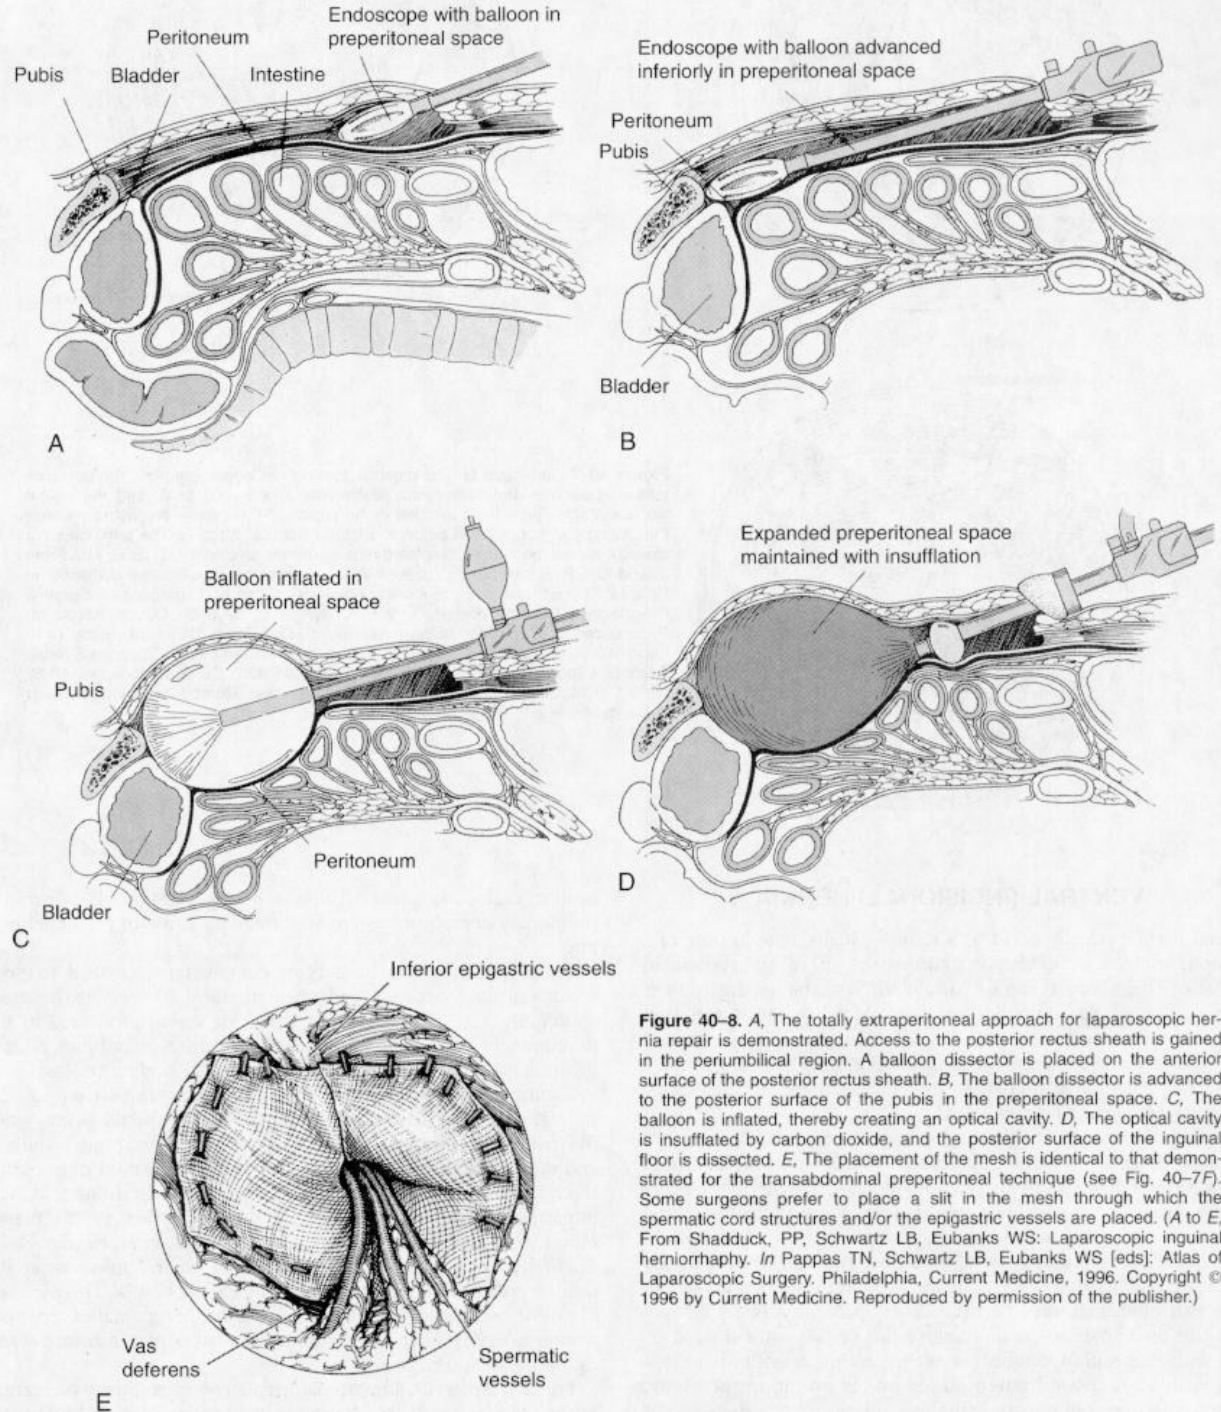 Endoscope with balloon in
preperitoneal space
Peritoneum
Pubis
Bladder
Intestine
A
Endoscope with balloon advanced
inferiorly in preperitoneal space
Peritoneum
Pubis
Bladder
B
Balloon inflated in
preperitoneal space
Pubis
Peritoneum
Bladder
C
Expanded preperitoneal space
maintained with insufflation
D
Inferior epigastric vessels
Vas
deferens
Spermatic
vessels
E
Figure 40–8. A, The totally extraperitoneal approach for laparoscopic her-
nia repair is demonstrated. Access to the posterior rectus sheath is gained
in the periumbilical region. A balloon dissector is placed on the anterior
surface of the posterior rectus sheath. B, The balloon dissector is advanced
to the posterior surface of the pubis in the preperitoneal space. C, The
balloon is inflated, thereby creating an optical cavity. D, The optical cavity
is insufflated by carbon dioxide, and the posterior surface of the inguinal
floor is dissected. E, The placement of the mesh is identical to that demon-
strated for the transabdominal preperitoneal technique (see Fig. 40–7F).
Some surgeons prefer to place a slit in the mesh through which the
spermatic cord structures and/or the epigastric vessels are placed. (A to E,
From Shadduck, PP, Schwartz LB, Eubanks WS: Laparoscopic inguinal
herniorrhaphy. In Pappas TN, Schwartz LB, Eubanks WS [eds]: Atlas of
Laparoscopic Surgery. Philadelphia, Current Medicine, 1996. Copyright ©
1996 by Current Medicine. Reproduced by permission of the publisher.)